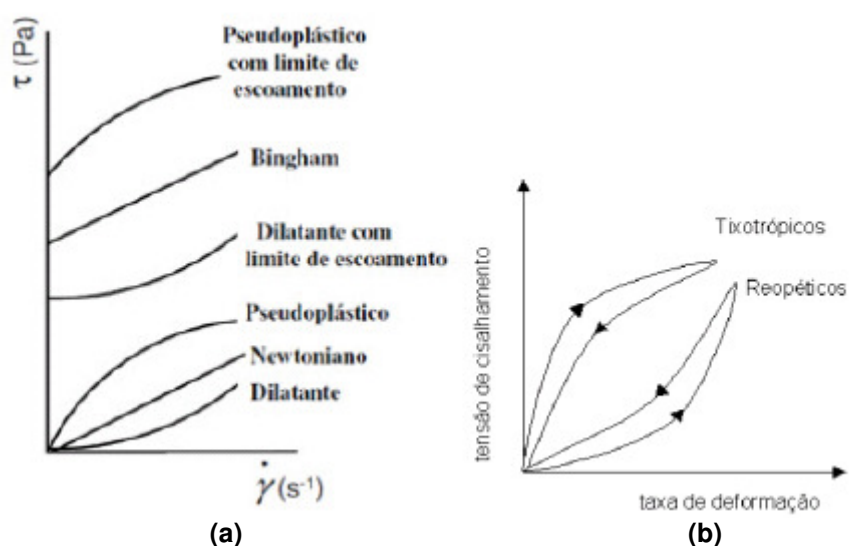 τ (Pa)
Pseudoplástico
com limite de
escoamento
Bingham
Dilatante com
limite de escoamento
Pseudoplástico
Newtoniano
Dilatante
γ̇ (s⁻¹)
(a)
tensão de cisalhamento
Tixotrópicos
Reopéticos
taxa de deformação
(b)